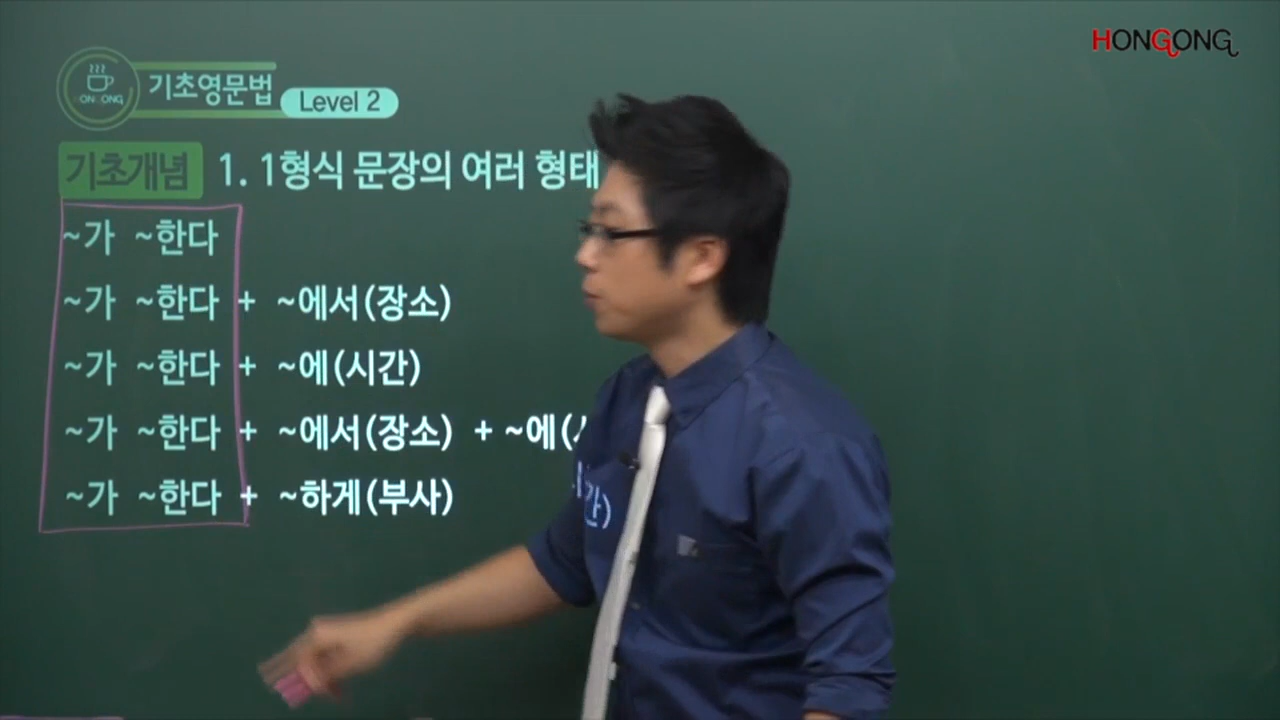 HONGONG
기초영문법
Level 2
기초개념 1. 1형식 문장의 여러 형태
~가 ~한다
~가 ~한다 + ~에서(장소)
~가 ~한다 + ~에(시간)
~가 ~한다 + ~에서(장소) + ~에(시간)
~가 ~한다 + ~하게(부사)